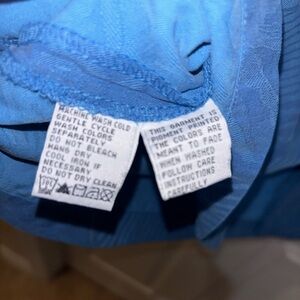 MACHINE WASH COLD
GENTLE CYCLE
WASH COLORS
SEPARATELY
DO NOT BLEACH
HANG DRY
COOL IRON IF
NECESSARY
DO NOT DRY CLEAN
THIS GARMENT IS
PIGMENT PRINTED
THE COLORS ARE
MEANT TO FADE
WHEN WASHED
FOLLOW CARE
INSTRUCTIONS
CAREFULLY